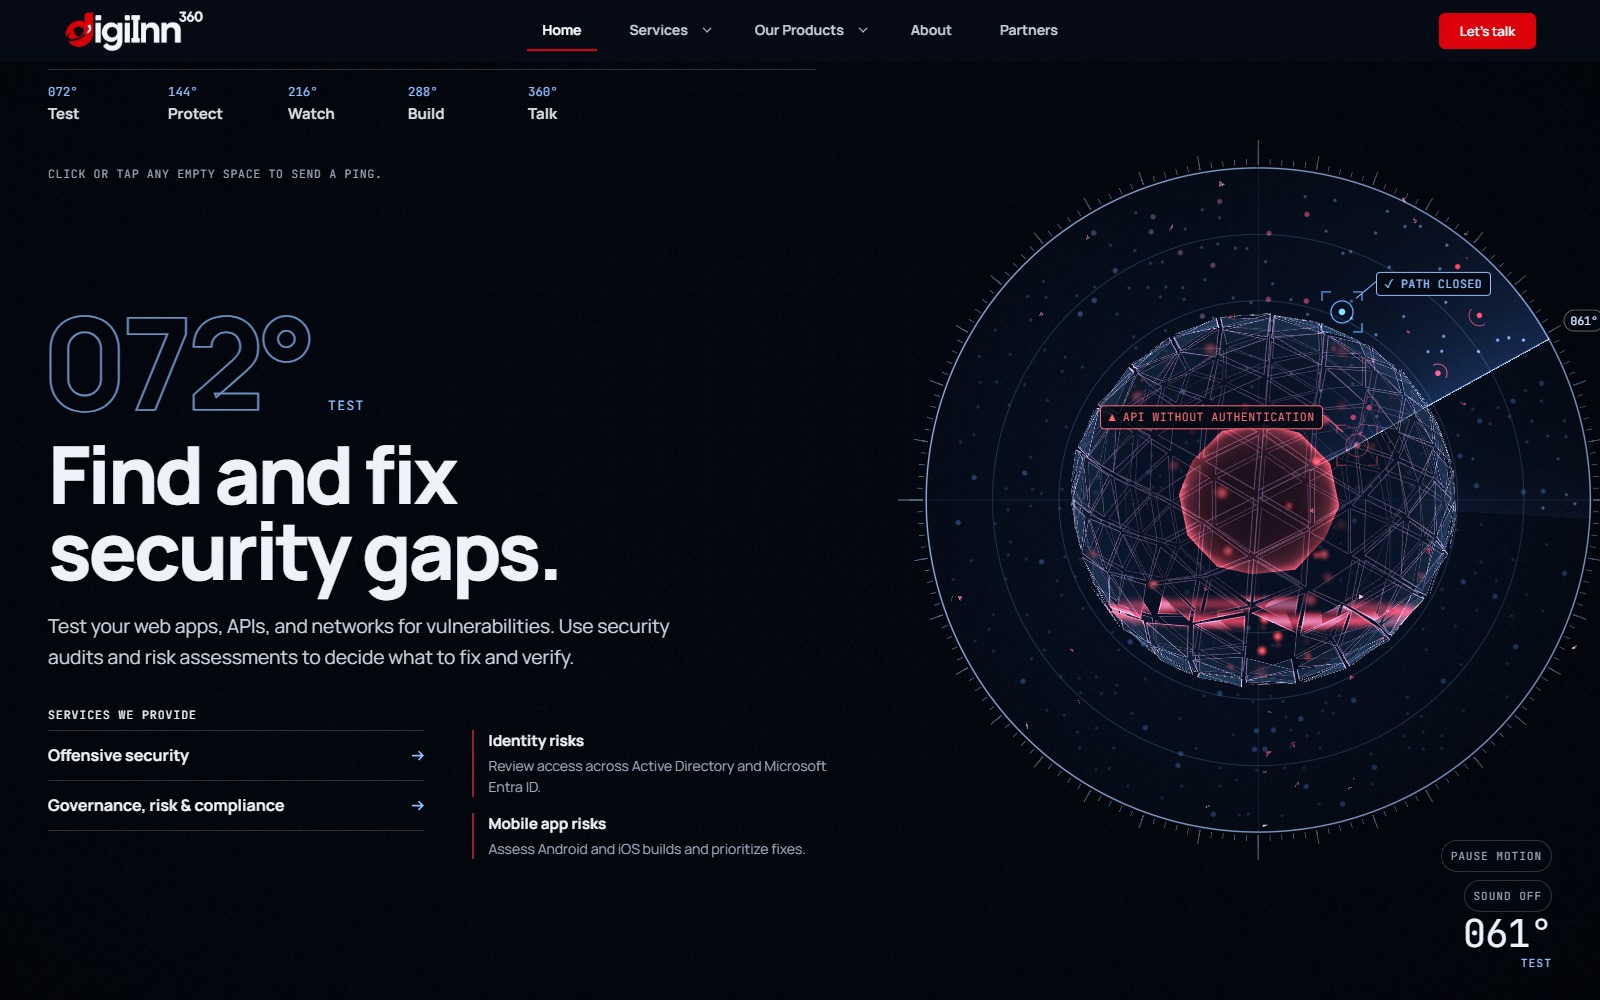 digiInn360
Home
Services
Our Products
About
Partners
Let's talk
072°
Test
144°
Protect
216°
Watch
288°
Build
360°
Talk
CLICK OR TAP ANY EMPTY SPACE TO SEND A PING.
✓ PATH CLOSED
061°
▲ API WITHOUT AUTHENTICATION
072°
TEST
Find and fix
security gaps.
Test your web apps, APIs, and networks for vulnerabilities. Use security
audits and risk assessments to decide what to fix and verify.
SERVICES WE PROVIDE
Offensive security →
Governance, risk & compliance →
Identity risks
Review access across Active Directory and Microsoft
Entra ID.
Mobile app risks
Assess Android and iOS builds and prioritize fixes.
PAUSE MOTION
SOUND OFF
061°
TEST